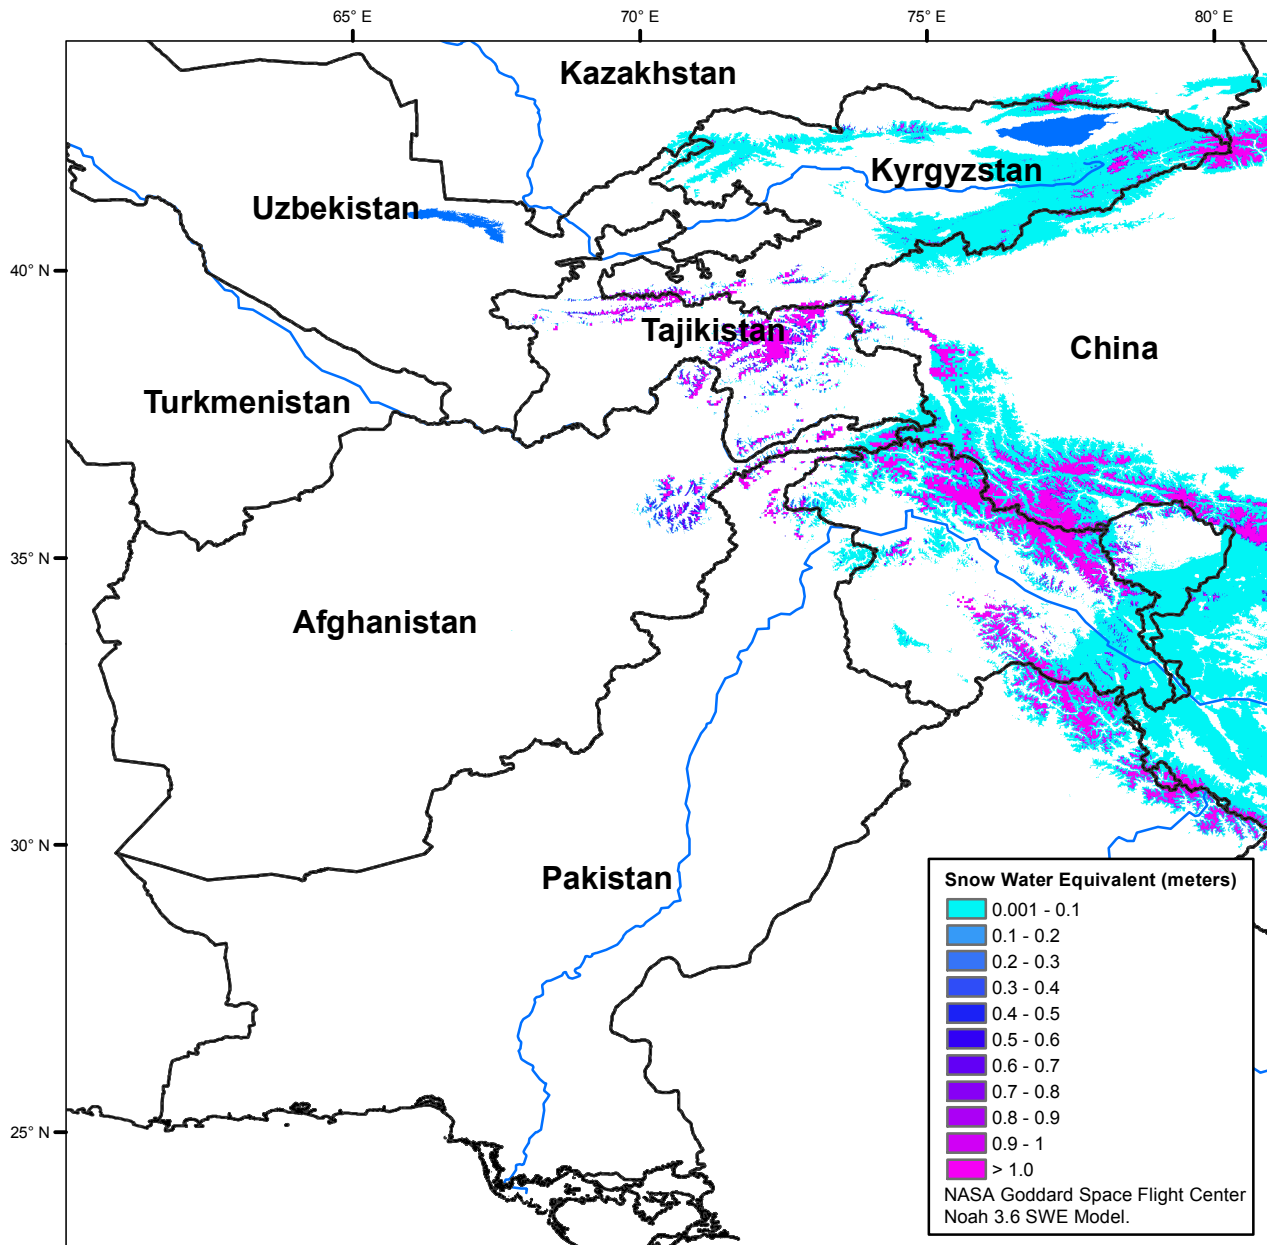 65° E
70° E
75° E
80° E
Kazakhstan
Kyrgyzstan
Uzbekistan
40° N
Tajikistan
China
Turkmenistan
35° N
Afghanistan
30° N
Pakistan
25° N
Snow Water Equivalent (meters)
0.001 - 0.1
0.1 - 0.2
0.2 - 0.3
0.3 - 0.4
0.4 - 0.5
0.5 - 0.6
0.6 - 0.7
0.7 - 0.8
0.8 - 0.9
0.9 - 1
> 1.0
NASA Goddard Space Flight Center
Noah 3.6 SWE Model.